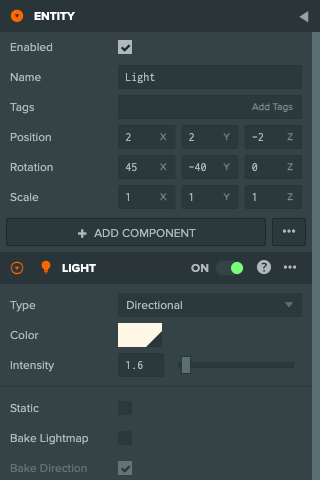 ENTITY
Enabled
Name Light
Tags Add Tags
Position 2 X 2 Y -2 Z
Rotation 45 X -40 Y 0 Z
Scale 1 X 1 Y 1 Z
+ ADD COMPONENT •••
LIGHT ON ? •••
Type Directional
Color
Intensity 1.6
Static
Bake Lightmap
Bake Direction